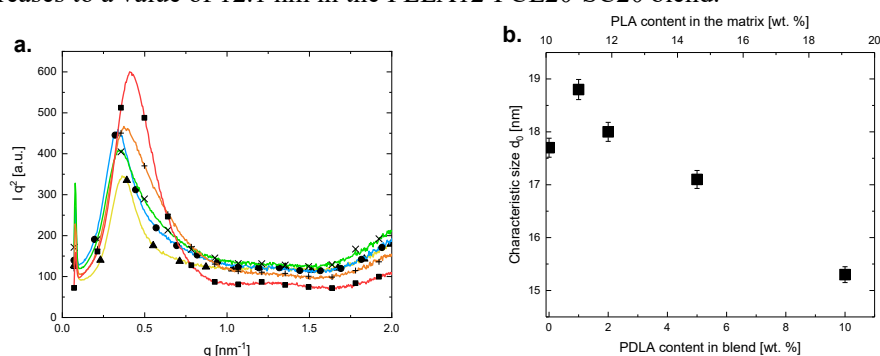 reases to a value of 12.1 nm in the PLLA12-PCL20-SC20 blend.
a.
600
500
400
300
200
100
0
I q² [a.u.]
0.0 0.5 1.0 1.5 2.0
q [nm⁻¹]
b.
PLA content in the matrix [wt. %]
10 12 14 16 18 20
19
18
17
16
15
Characteristic size d₀ [nm]
0 2 4 6 8 10
PDLA content in blend [wt. %]